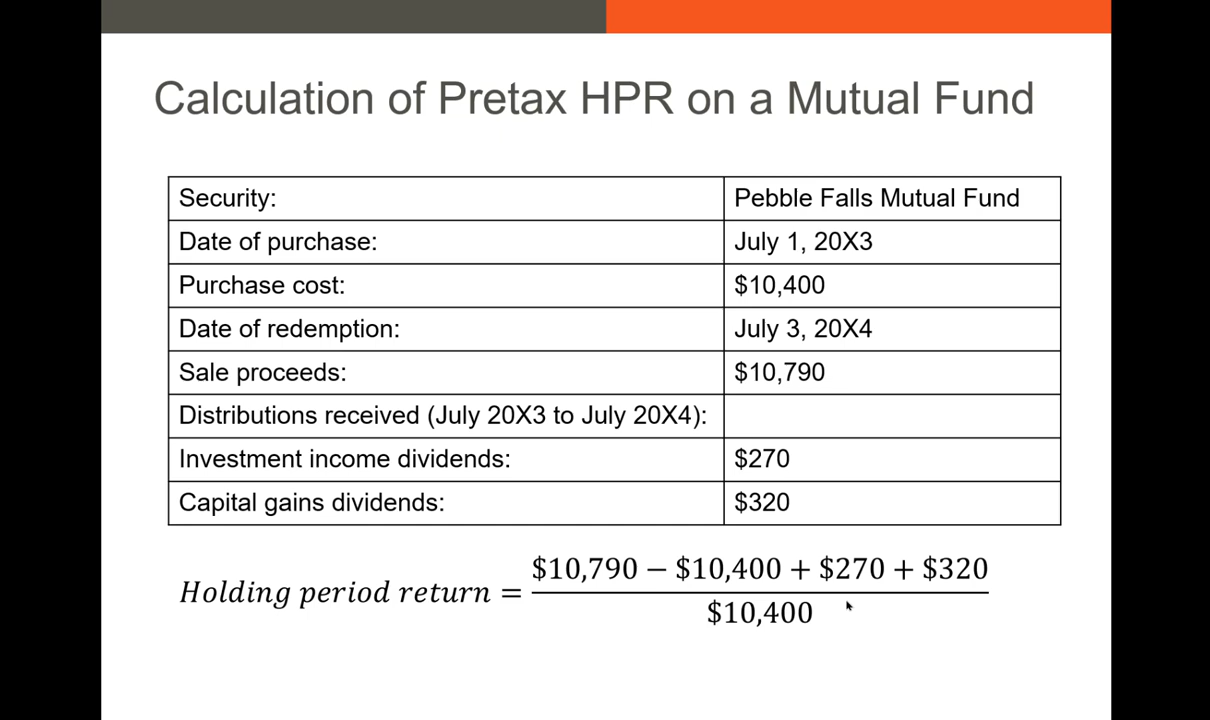 Calculation of Pretax HPR on a Mutual Fund
Security: Pebble Falls Mutual Fund
Date of purchase: July 1, 20X3
Purchase cost: $10,400
Date of redemption: July 3, 20X4
Sale proceeds: $10,790
Distributions received (July 20X3 to July 20X4):
Investment income dividends: $270
Capital gains dividends: $320
$10,790 − $10,400 + $270 + $320
Holding period return =
$10,400